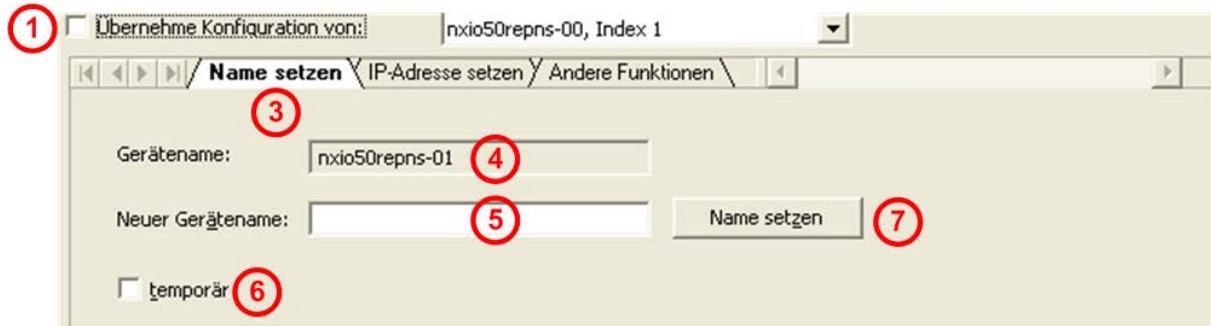 1 Übernehme Konfiguration von: nxio50repns-00, Index 1
Name setzen IP-Adresse setzen Andere Funktionen
3
Gerätename: nxio50repns-01 4
Neuer Gerätename: 5 Name setzen 7
temporär 6